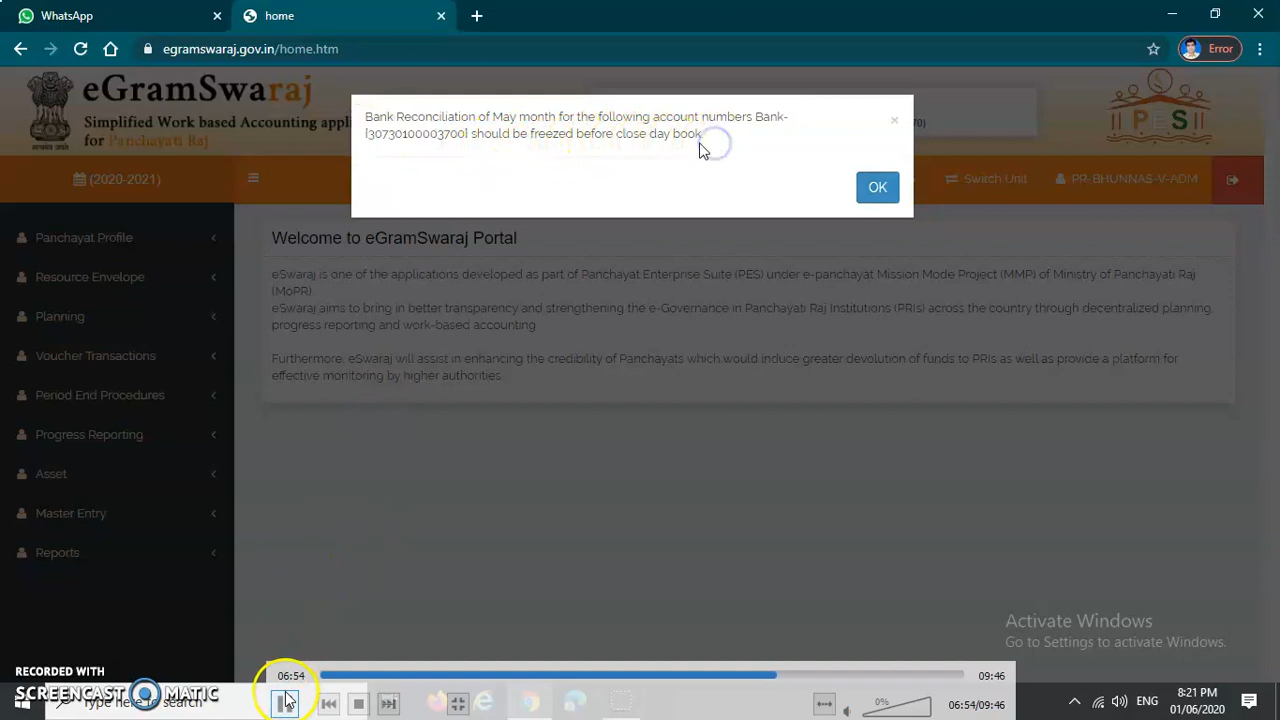 WhatsApp
home
egramswaraj.gov.in/home.htm
Error
eGramSwaraj
Simplified Work Based Accounting
for Panchayati Raj
PES
Bank Reconciliation of May month for the following account numbers Bank-
[30730100003700] should be freezed before close day book.
×
OK
(2020-2021)
Switch Unit
PR-BHUNNAS-V-ADM
Panchayat Profile
Resource Envelope
Planning
Voucher Transactions
Period End Procedures
Progress Reporting
Asset
Master Entry
Reports
Welcome to eGramSwaraj Portal
eSwaraj is one of the applications developed as part of Panchayat Enterprise Suite (PES) under e-panchayat Mission Mode Project (MMP) of Ministry of Panchayati Raj
(MoPR).
eSwaraj aims to bring in better transparency and strengthening the e-Governance in Panchayati Raj Institutions (PRIs) across the country through decentralized planning,
progress reporting and work-based accounting
Furthermore, eSwaraj will assist in enhancing the credibility of Panchayats which would induce greater devolution of funds to PRIs as well as provide a platform for
effective monitoring by higher authorities.
Activate Windows
Go to Settings to activate Windows.
RECORDED WITH
SCREENCAST MATIC
Type here to search
06:54
09:46
0%
06:54/09:46
ENG
8:21 PM
01/06/2020